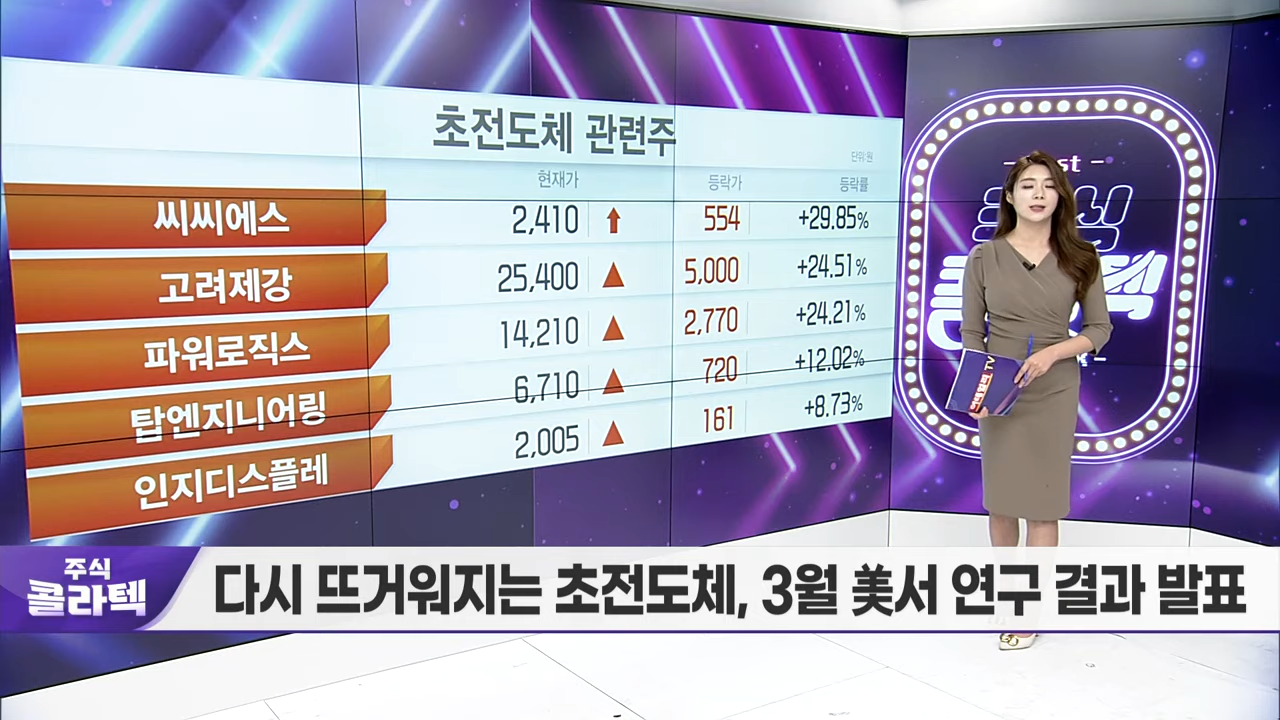 초전도체 관련주
단위:원
현재가 등락가 등락률
씨씨에스 2,410 554 +29.85%
고려제강 25,400 ▲ 5,000 +24.51%
파워로직스 14,210 ▲ 2,770 +24.21%
탑엔지니어링 6,710 ▲ 720 +12.02%
인지디스플레 2,005 ▲ 161 +8.73%
TV
주식
콜라텍
다시 뜨거워지는 초전도체, 3월 美서 연구 결과 발표